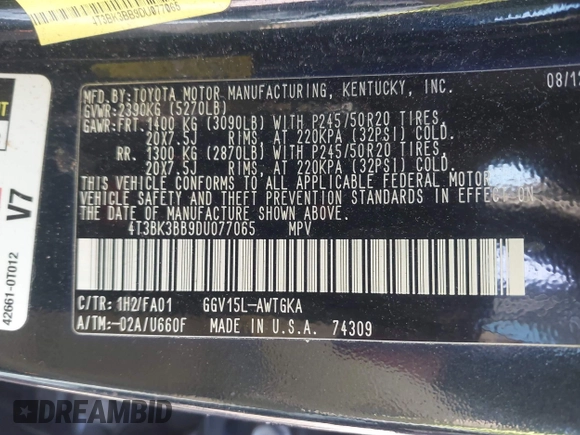 4T3BK3BB9DU077065
MFD.BY:TOYOTA MOTOR MANUFACTURING, KENTUCKY, INC.
08/1
GVWR:2390KG (5270LB)
GAWR:FRT. 1400 KG (3090LB) WITH P245/50R20 TIRES,
20X7.5J RIMS, AT 220KPA (32PSI) COLD.
RR. 1300 KG (2870LB) WITH P245/50R20 TIRES,
20X7.5J RIMS, AT 220KPA (32PSI) COLD.
THIS VEHICLE CONFORMS TO ALL APPLICABLE FEDERAL MOTOR
VEHICLE SAFETY AND THEFT PREVENTION STANDARDS IN EFFECT ON
THE DATE OF MANUFACTURE SHOWN ABOVE.
4T3BK3BB9DU077065 MPV
C/TR: 1H2/FA01 GGV15L-AWTGKA
A/TM:-02A/U660F MADE IN U.S.A. 74309
V7
42661-0T012
DREAMBID